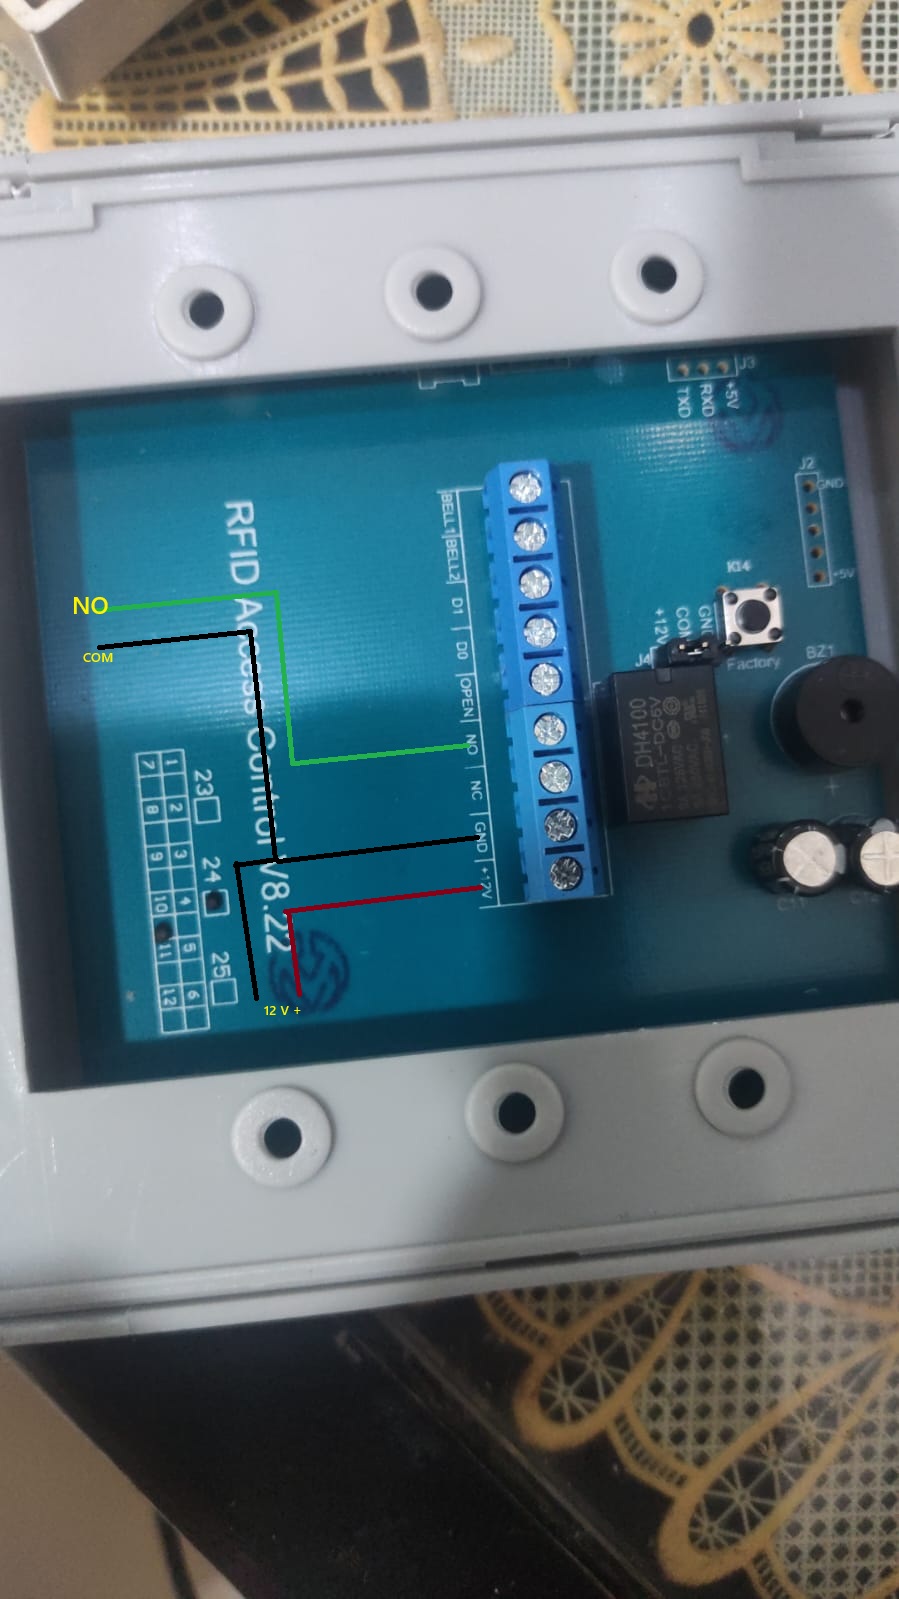 J3
+5V
RXD
TXD
J2
GND
+5V
K14
Factory
+12V
COM
GND
J4
BZ1
BELL1
BELL2
D1
D0
OPEN
NO
NC
GND
+12V
DH4100
RFID Access Control V8.22
NO
COM
12 V +
23
24
25
1 2 3 4 5 6
7 8 9 10 11 12